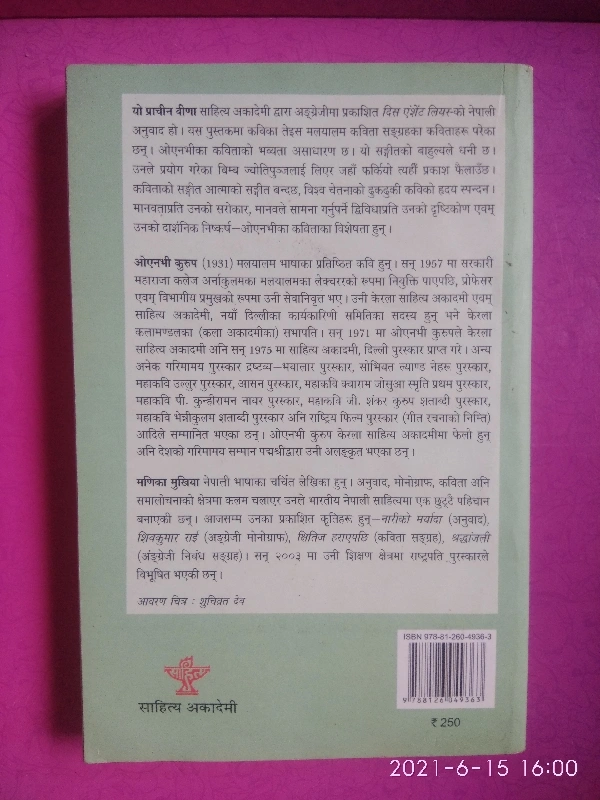 यो प्राचीन वीणा साहित्य अकादेमी द्वारा अङ्ग्रेजीमा प्रकाशित दिस एंशेंट लियर-को नेपाली
अनुवाद हो। यस पुस्तकमा कविका तेइस मलयालम कविता सङ्ग्रहका कविताहरू परेका
छन्। ओएनभीका कविताको भव्यता असाधारण छ। यो सङ्गीतको बाहुल्यले धनी छ।
उनले प्रयोग गरेका बिम्ब ज्योतिपुञ्जलाई लिएर जहाँ फर्कियो त्यहीँ प्रकाश फैलाउँछ।
कविताको सङ्गीत आत्माको सङ्गीत बन्दछ, विश्व चेतनाको ढुकढुकी कविको हृदय स्पन्दन।
मानवताप्रति उनको सरोकार, मानवले सामना गर्नुपर्ने द्विविधाप्रति उनको दृष्टिकोण एवम्
उनको दार्शनिक निष्कर्ष–ओएनभीका कविताका विशेषता हुन्।
ओएनभी कुरुप (1931) मलयालम भाषाका प्रतिष्ठित कवि हुन्। सन् 1957 मा सरकारी
महाराजा कलेज अर्नाकुलमका मलयालमका लेक्चररको रूपमा नियुक्ति पाएपछि, प्रोफेसर
एवम् विभागीय प्रमुखको रूपमा उनी सेवानिवृत भए। उनी केरला साहित्य अकादमी एवम्
साहित्य अकादेमी, नयाँ दिल्लीका कार्यकारिणी समितिका सदस्य हुन् भने केरला
कलामण्डलका (कला अकादमीका) सभापति। सन् 1971 मा ओएनभी कुरुपले केरला
साहित्य अकादमी अनि सन् 1975 मा साहित्य अकादमी, दिल्ली पुरस्कार प्राप्त गरे। अन्य
अनेक गरिमामय पुरस्कार द्रष्टव्य–भयालार पुरस्कार, सोभियत ल्याण्ड नेहरू पुरस्कार,
महाकवि उल्लुर पुरस्कार, आसन पुरस्कार, महाकवि क्वाराम जोसुआ स्मृति प्रथम पुरस्कार,
महाकवि पी. कुन्हीरामन नायर पुरस्कार, महाकवि जी. शंकर कुरुप शताब्दी पुरस्कार,
महाकवि भेन्नीकुलम शताब्दी पुरस्कार अनि राष्ट्रिय फिल्म पुरस्कार (गीत रचनाको निम्ति)
आदिले सम्मानित भएका छन्। ओएनभी कुरुप केरला साहित्य अकादमीमा फेलो हुन्
अनि देशको गरिमामय सम्मान पद्मश्रीद्वारा उनी अलङ्कृत भएका छन्।
मणिका मुखिया नेपाली भाषाका चर्चित लेखिका हुन्। अनुवाद, मोनोग्राफ, कविता अनि
समालोचनाको क्षेत्रमा कलम चलाएर उनले भारतीय नेपाली साहित्यमा एक छुट्टै पहिचान
बनाएकी छन्। आजसम्म उनका प्रकाशित कृतिहरू हुन्–नारीको मर्यादा (अनुवाद),
शिवकुमार राई (अङ्ग्रेजी मोनोग्राफ), क्षितिज हराएपछि (कविता सङ्ग्रह), श्रद्धांजली
(अंङ्ग्रेजी निबंध सङ्ग्रह)। सन् २००३ मा उनी शिक्षण क्षेत्रमा राष्ट्रपति पुरस्कारले
विभूषित भएकी छन्।
आवरण चित्र : शुचिव्रत देव
ISBN 978-81-260-4936-3
9 788126 049363
साहित्य
साहित्य अकादेमी
₹ 250
2021-6-15 16:00